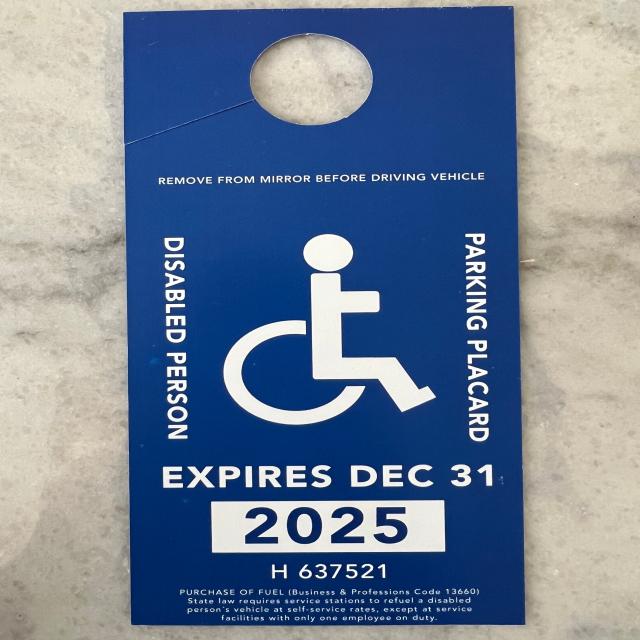 REMOVE FROM MIRROR BEFORE DRIVING VEHICLE
DISABLED PERSON
PARKING PLACARD
EXPIRES DEC 31
2025
H 637521
PURCHASE OF FUEL (Business & Professions Code 13660)
State law requires service stations to refuel a disabled
person's vehicle at self-service rates, except at service
facilities with only one employee on duty.